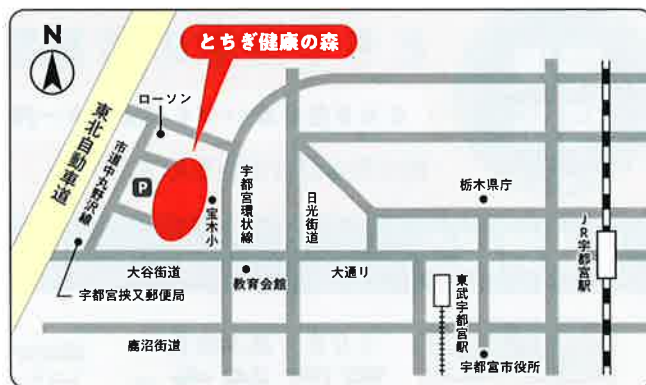 N
とちぎ健康の森
ローソン
東北自動車道
市道中丸野沢線
P
宝木小
宇都宮環状線
日光街道
栃木県庁
JR宇都宮駅
大谷街道
教育会館
大通り
宇都宮挟又郵便局
東武宇都宮駅
鹿沼街道
宇都宮市役所